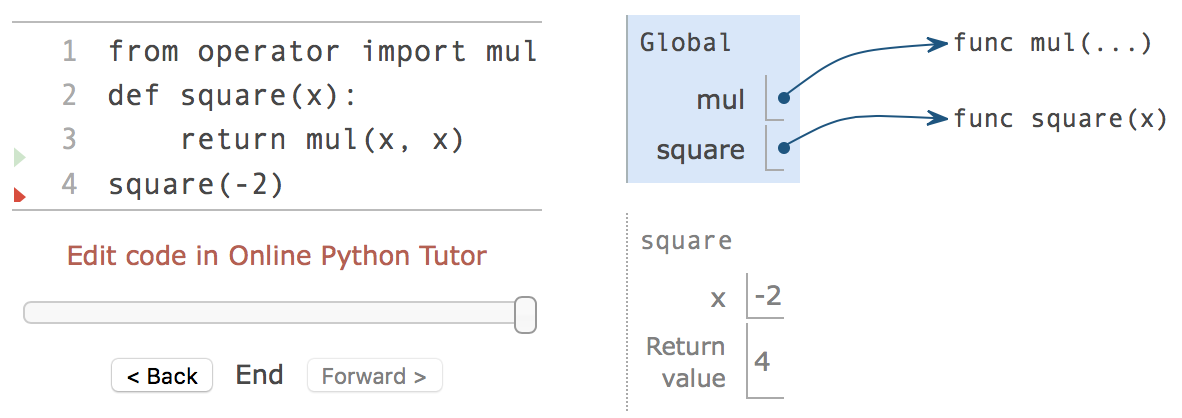 1 from operator import mul
2 def square(x):
3 return mul(x, x)
4 square(-2)
Edit code in Online Python Tutor
< Back End Forward >
Global
mul
square
func mul(...)
func square(x)
square
x -2
Return
value 4